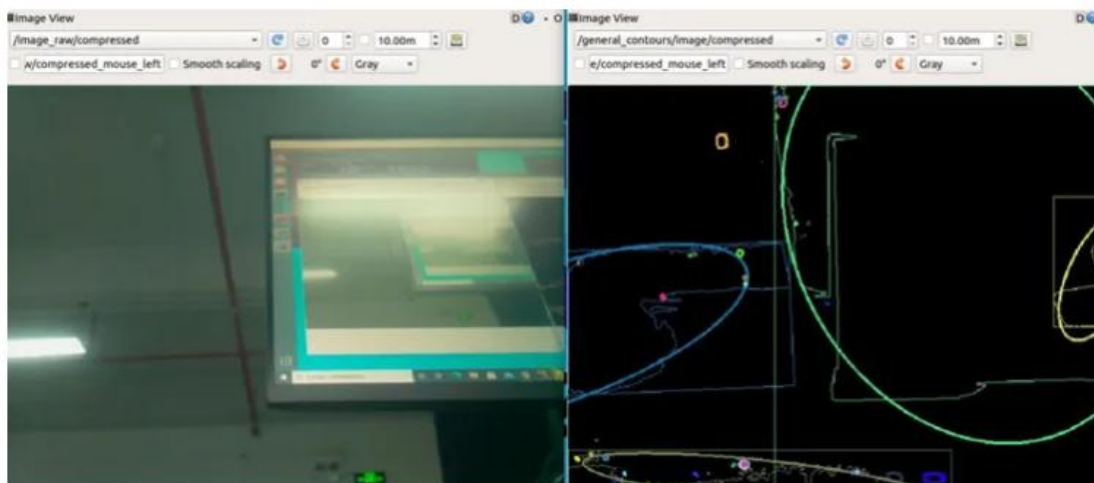 Image View
D
O
/image_raw/compressed
0
10.00m
w/compressed_mouse_left
Smooth scaling
0°
Gray
Image View
D
/general_contours/image/compressed
0
10.00m
e/compressed_mouse_left
Smooth scaling
0°
Gray